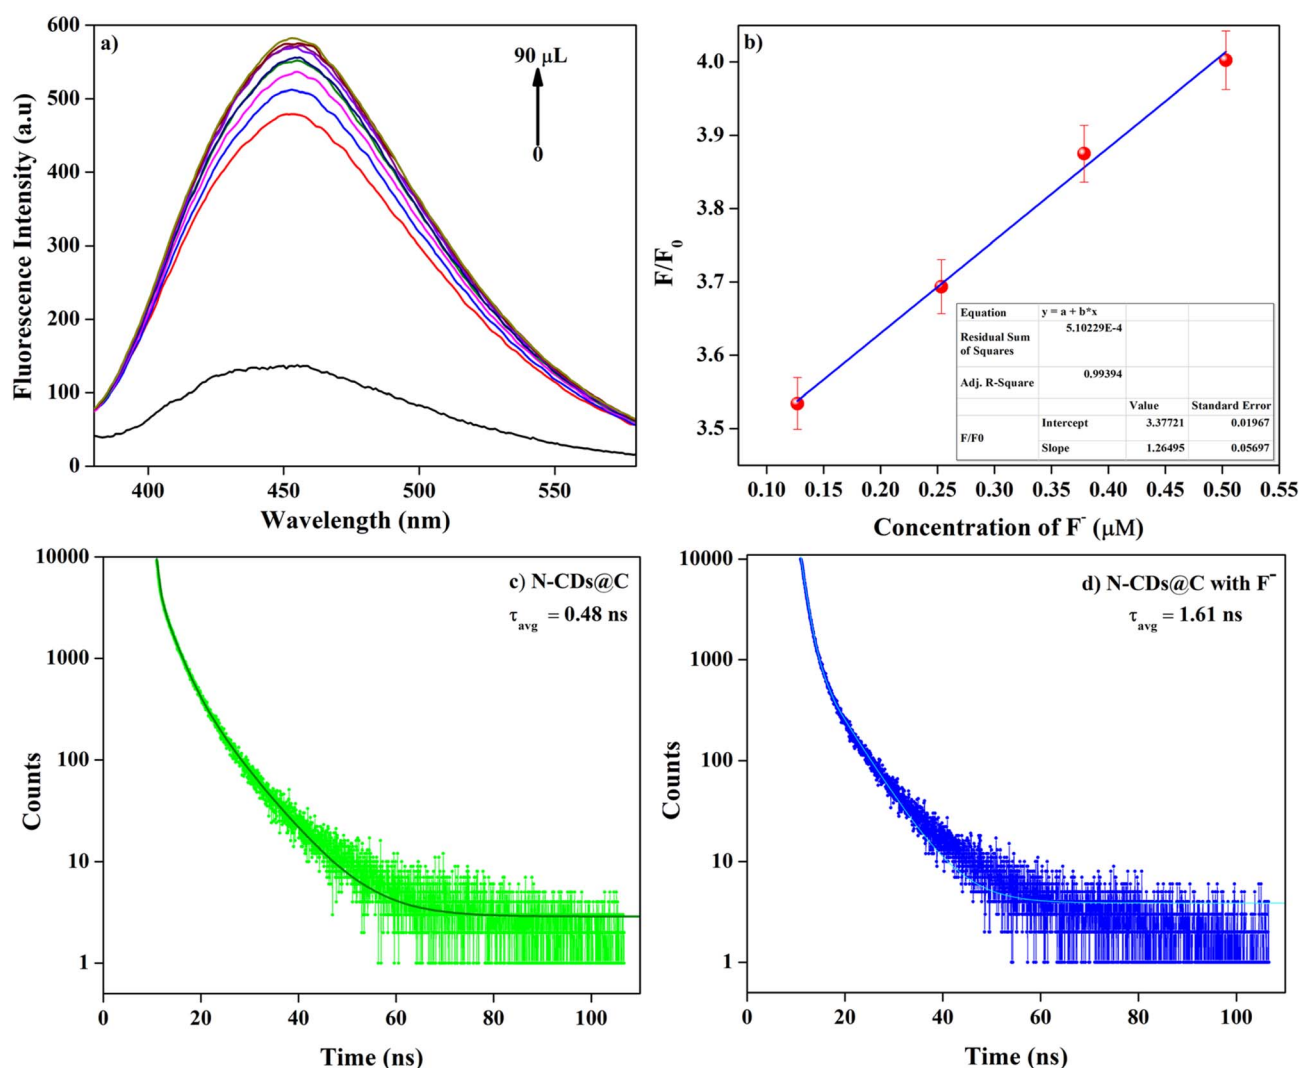 a)
90 μL
0
Fluorescence Intensity (a.u)
600
500
400
300
200
100
0
400
450
500
550
Wavelength (nm)
b)
F/F₀
4.0
3.9
3.8
3.7
3.6
3.5
Equation y = a + b*x
Residual Sum of Squares 5.10229E-4
Adj. R-Square 0.99394
Value Standard Error
F/F0 Intercept 3.37721 0.01967
Slope 1.26495 0.05697
0.10 0.15 0.20 0.25 0.30 0.35 0.40 0.45 0.50 0.55
Concentration of F⁻ (μM)
c) N-CDs@C
τavg = 0.48 ns
Counts
10000
1000
100
10
1
0 20 40 60 80 100
Time (ns)
d) N-CDs@C with F⁻
τavg = 1.61 ns
Counts
10000
1000
100
10
1
0 20 40 60 80 100
Time (ns)